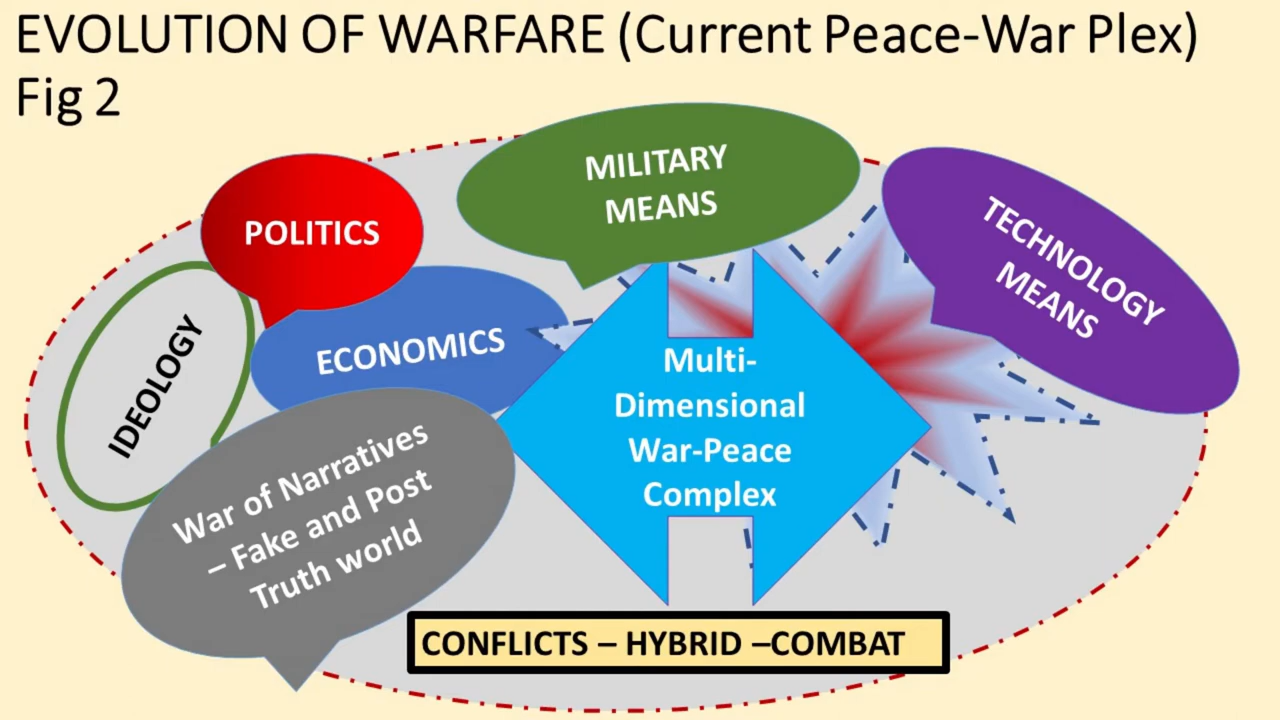 EVOLUTION OF WARFARE (Current Peace-War Plex)
Fig 2
MILITARY
MEANS
POLITICS
TECHNOLOGY
MEANS
IDEOLOGY
ECONOMICS
Multi-
Dimensional
War-Peace
Complex
War of Narratives
– Fake and Post
Truth world
CONFLICTS – HYBRID –COMBAT